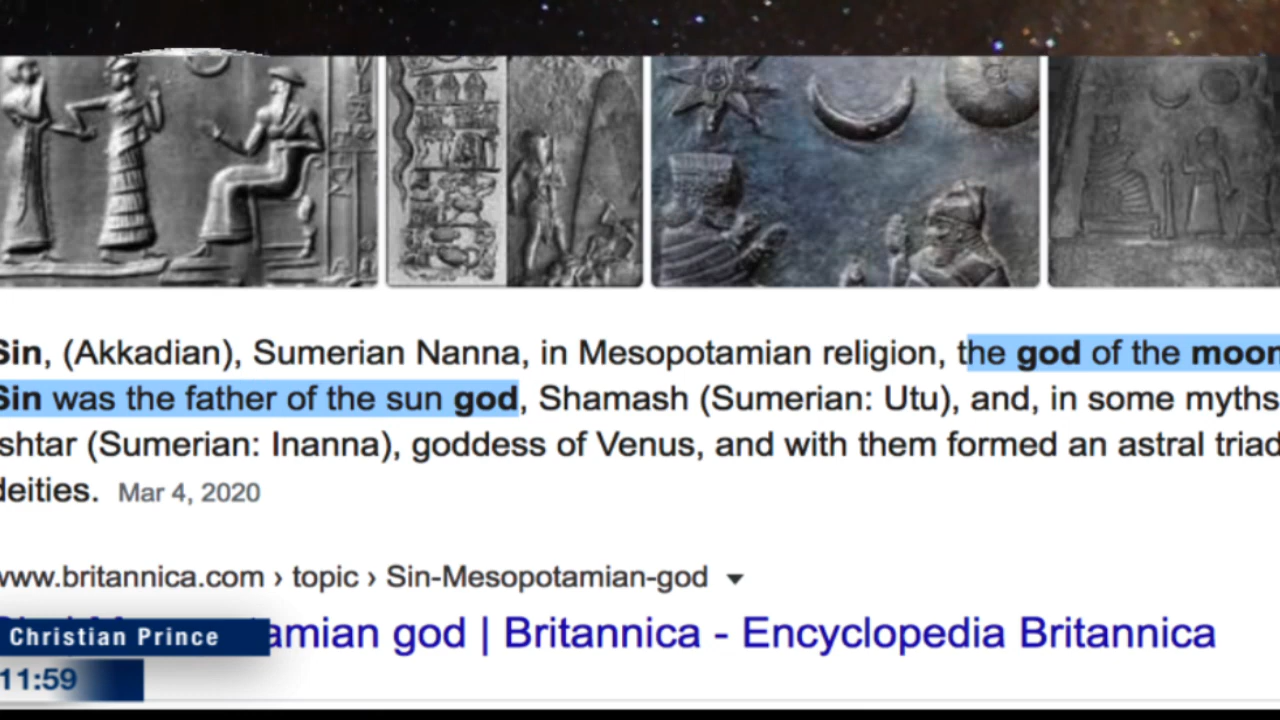 Sin, (Akkadian), Sumerian Nanna, in Mesopotamian religion, the god of the moon
Sin was the father of the sun god, Shamash (Sumerian: Utu), and, in some myths
shtar (Sumerian: Inanna), goddess of Venus, and with them formed an astral triad
deities. Mar 4, 2020
www.britannica.com › topic › Sin-Mesopotamian-god
amian god | Britannica - Encyclopedia Britannica
Christian Prince
11:59